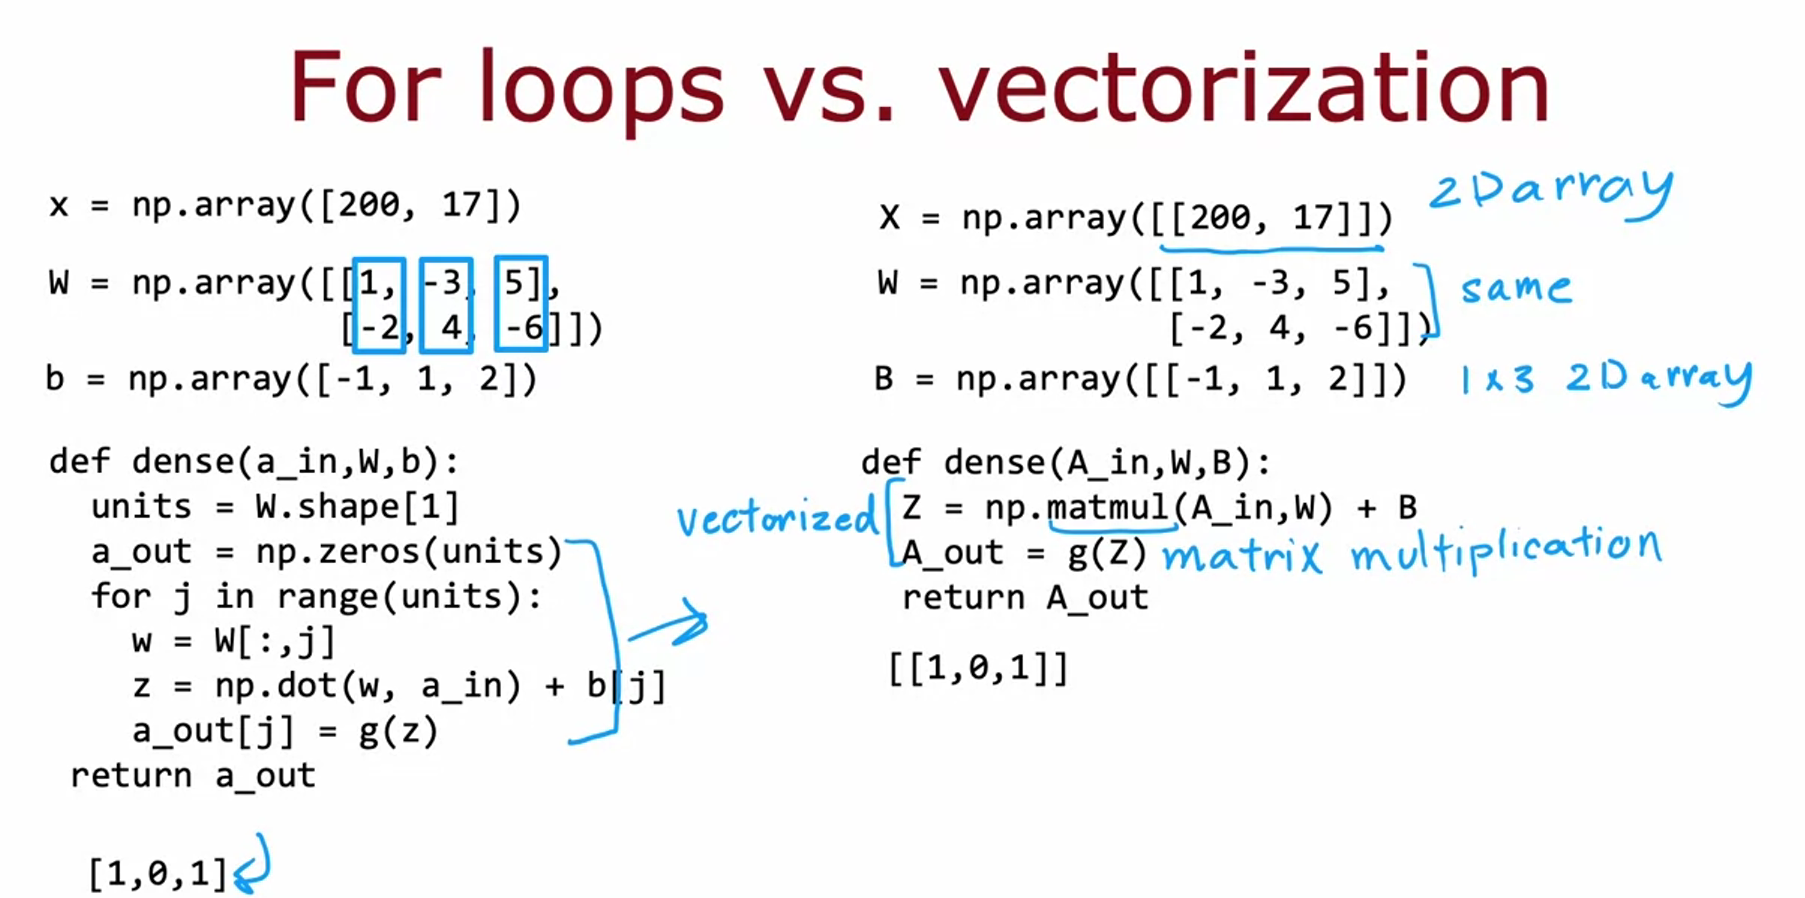 For loops vs. vectorization
x = np.array([200, 17])
W = np.array([[1, -3, 5],
[-2, 4, -6]])
b = np.array([-1, 1, 2])
def dense(a_in,W,b):
units = W.shape[1]
a_out = np.zeros(units)
for j in range(units):
w = W[:,j]
z = np.dot(w, a_in) + b[j]
a_out[j] = g(z)
return a_out
[1,0,1]
X = np.array([[200, 17]]) 2D array
W = np.array([[1, -3, 5],
[-2, 4, -6]]) same
B = np.array([[-1, 1, 2]]) 1 x 3 2D array
def dense(A_in,W,B):
vectorized Z = np.matmul(A_in,W) + B
A_out = g(Z) matrix multiplication
return A_out
[[1,0,1]]